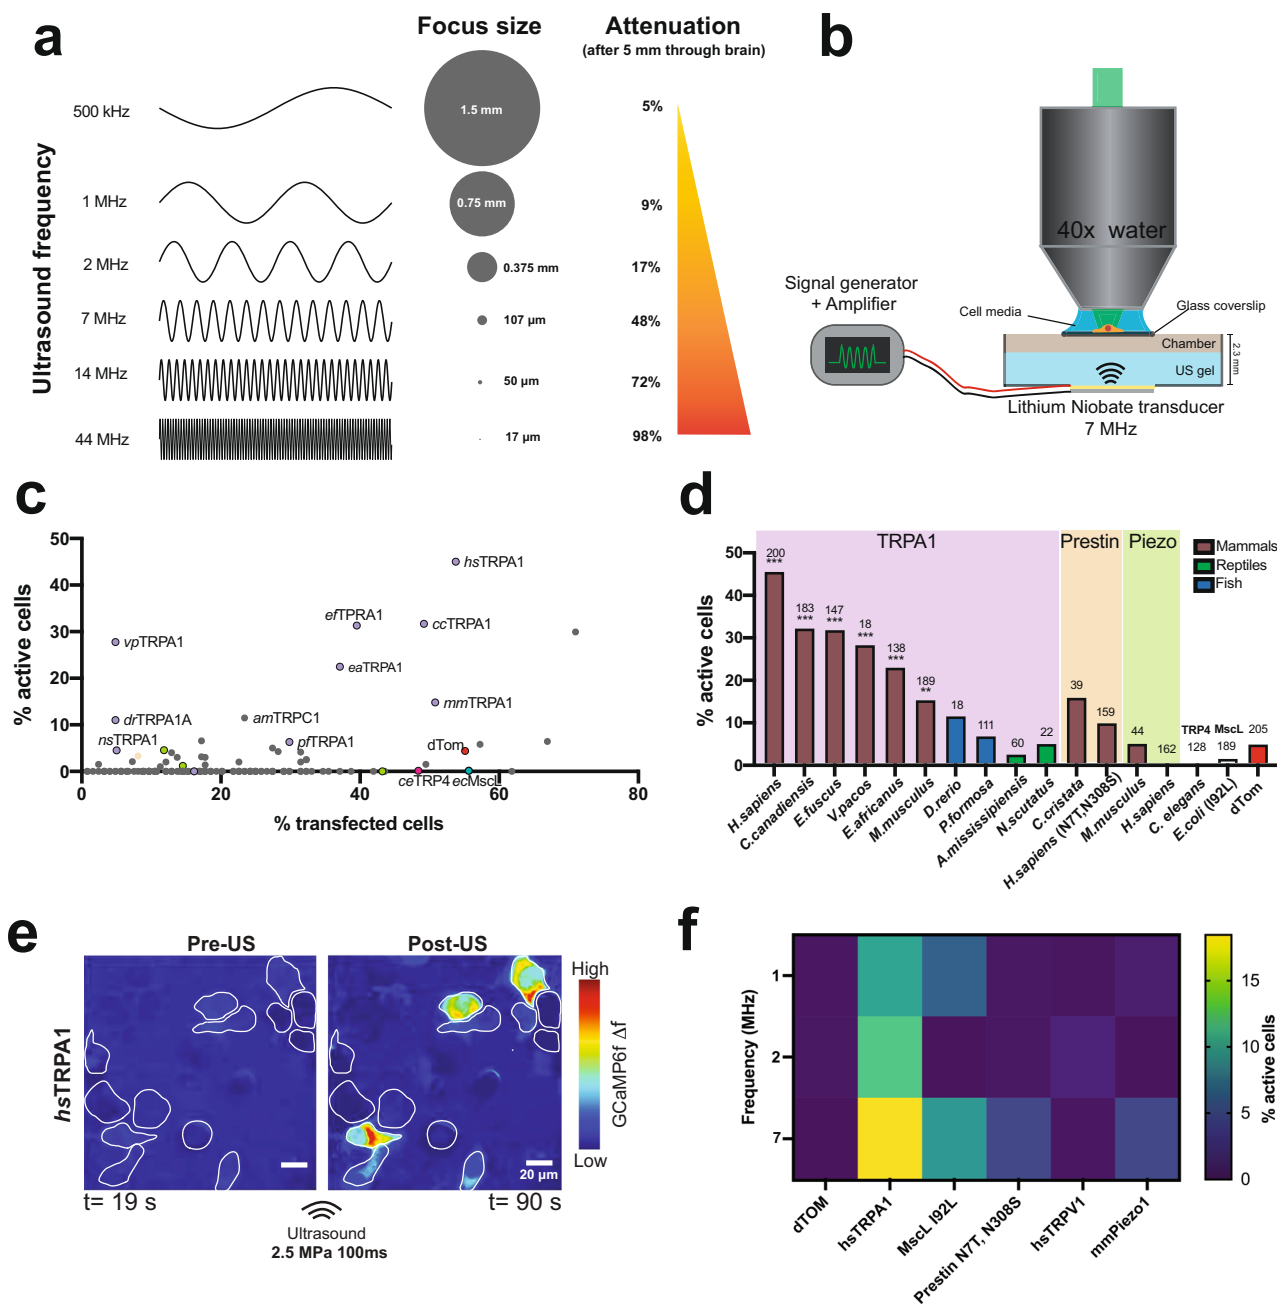 a
Focus size
Attenuation
(after 5 mm through brain)
Ultrasound frequency
500 kHz
1.5 mm
5%
1 MHz
0.75 mm
9%
2 MHz
0.375 mm
17%
7 MHz
107 µm
48%
14 MHz
50 µm
72%
44 MHz
17 µm
98%
b
40x water
Signal generator
+ Amplifier
Cell media
Glass coverslip
Chamber
US gel
2.3 mm
Lithium Niobate transducer
7 MHz
c
% active cells
50
40
30
20
10
0
hsTRPA1
efTPRA1
ccTRPA1
vpTRPA1
eaTRPA1
mmTRPA1
drTRPA1A
amTRPC1
nsTRPA1
pfTRPA1
dTom
ceTRP4
ecMscL
0
20
40
60
80
% transfected cells
d
TRPA1
Prestin
Piezo
Mammals
Reptiles
Fish
% active cells
50
40
30
20
10
0
200
***
183
***
147
***
18
***
138
***
189
**
18
111
60
22
39
159
44
162
TRP4
128
MscL
189
205
H.sapiens
C.canadiensis
E.fuscus
V.pacos
E.africanus
M.musculus
D.rerio
P.formosa
A.mississipiensis
N.scutatus
C.cristata
H.sapiens (N7T,N308S)
M.musculus
H.sapiens
C. elegans
E.coli (I92L)
dTom
e
Pre-US
Post-US
hsTRPA1
High
GCaMP6f Δf
Low
20 µm
t= 19 s
t= 90 s
Ultrasound
2.5 MPa 100ms
f
Frequency (MHz)
1
2
7
dTOM
hsTRPA1
MscL I92L
Prestin N7T, N308S
hsTRPV1
mmPiezo1
15
10
5
0
% active cells